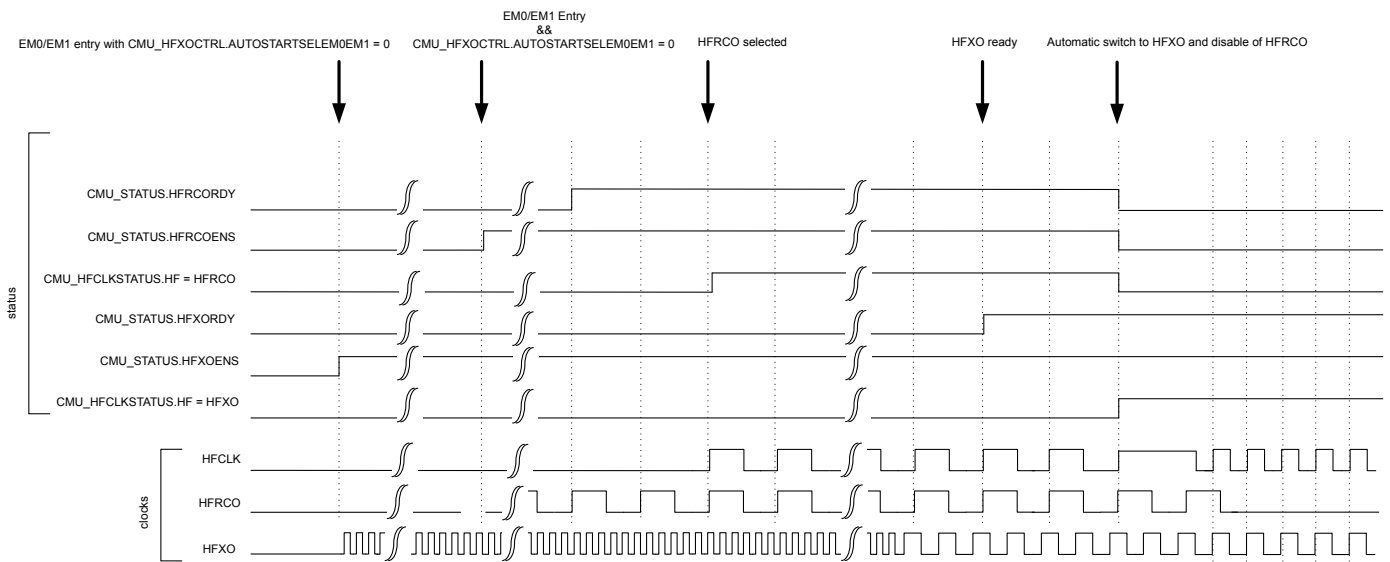 EM0/EM1 entry with CMU_HFXOCTRL.AUTOSTARTSELEM0EM1 = 0
EM0/EM1 Entry
&&
CMU_HFXOCTRL.AUTOSTARTSELEM0EM1 = 0
HFRCO selected
HFXO ready
Automatic switch to HFXO and disable of HFRCO
status
CMU_STATUS.HFRCORDY
CMU_STATUS.HFRCOENS
CMU_HFCLKSTATUS.HF = HFRCO
CMU_STATUS.HFXORDY
CMU_STATUS.HFXOENS
CMU_HFCLKSTATUS.HF = HFXO
clocks
HFCLK
HFRCO
HFXO